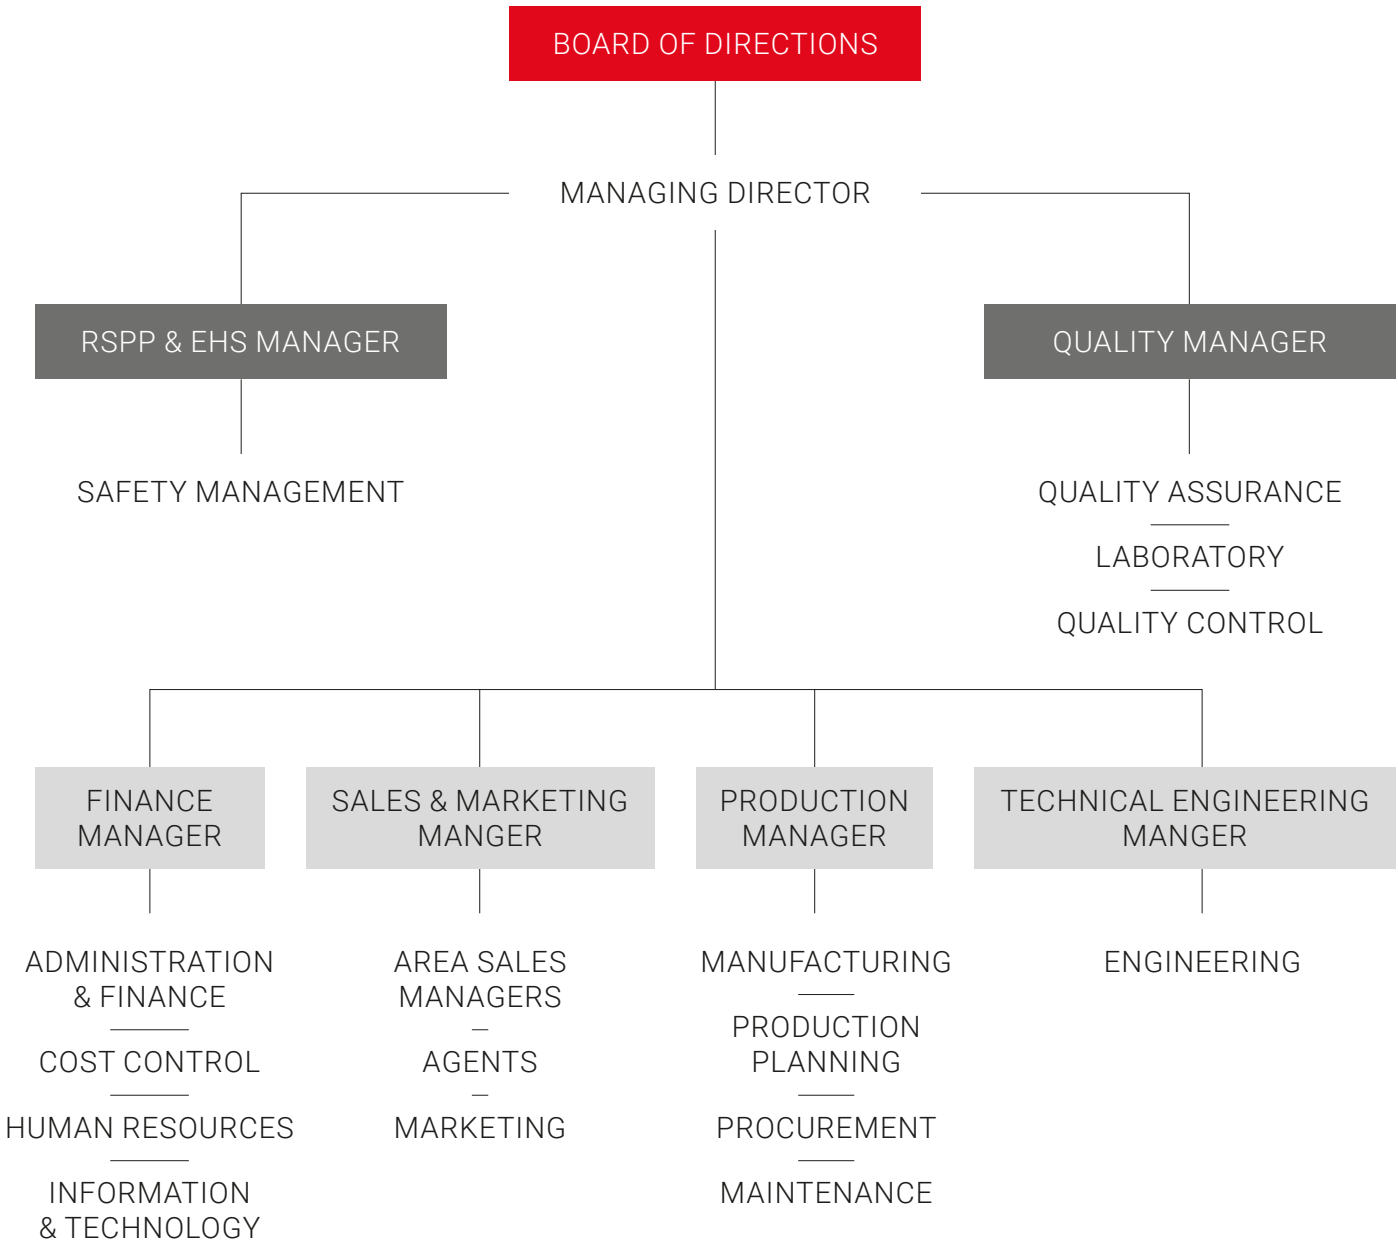 BOARD OF DIRECTIONS
MANAGING DIRECTOR
RSPP & EHS MANAGER
QUALITY MANAGER
SAFETY MANAGEMENT
QUALITY ASSURANCE
LABORATORY
QUALITY CONTROL
FINANCE
MANAGER
SALES & MARKETING
MANGER
PRODUCTION
MANAGER
TECHNICAL ENGINEERING
MANGER
ADMINISTRATION
& FINANCE
COST CONTROL
HUMAN RESOURCES
INFORMATION
& TECHNOLOGY
AREA SALES
MANAGERS
AGENTS
MARKETING
MANUFACTURING
PRODUCTION
PLANNING
PROCUREMENT
MAINTENANCE
ENGINEERING